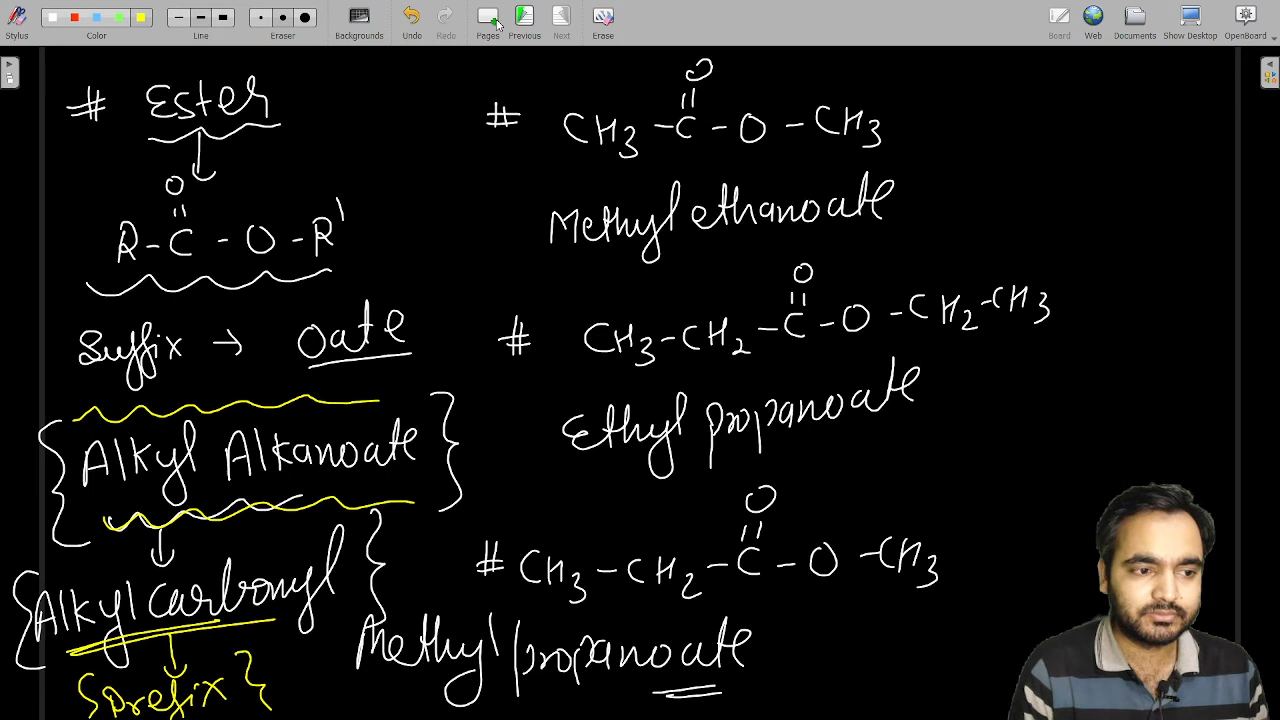 Stylus
Color
Line
Eraser
Backgrounds
Undo
Redo
Pages
Previous
Next
Erase
Board
Web
Documents
Show Desktop
OpenBoard
# Ester
O
R-C-O-R'
Suffix → Oate
{Alkyl Alkanoate}
{Alkyl carbonyl}
{Prefix}
O
# CH3-C-O-CH3
Methyl ethanoate
O
# CH3-CH2-C-O-CH2-CH3
Ethyl propanoate
O
# CH3-CH2-C-O-CH3
Methyl propanoate